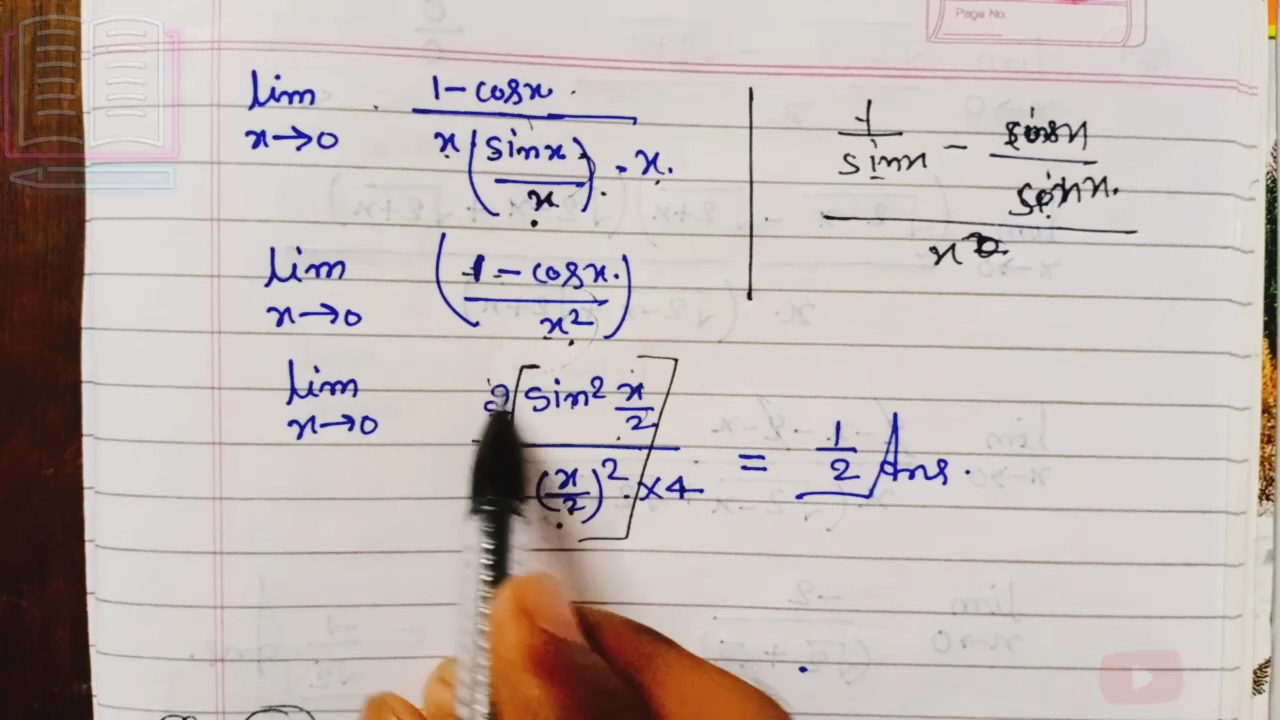 Page No.
lim x→0 (1 - cosx) / (x (sinx / x) · x.)
1/sinx - cosx/sinx.
x
lim x→0 (1 - cosx. / x²)
lim x→0 2 [sin² x/2] / [(x/2)² × 4] = 1/2 Ans.